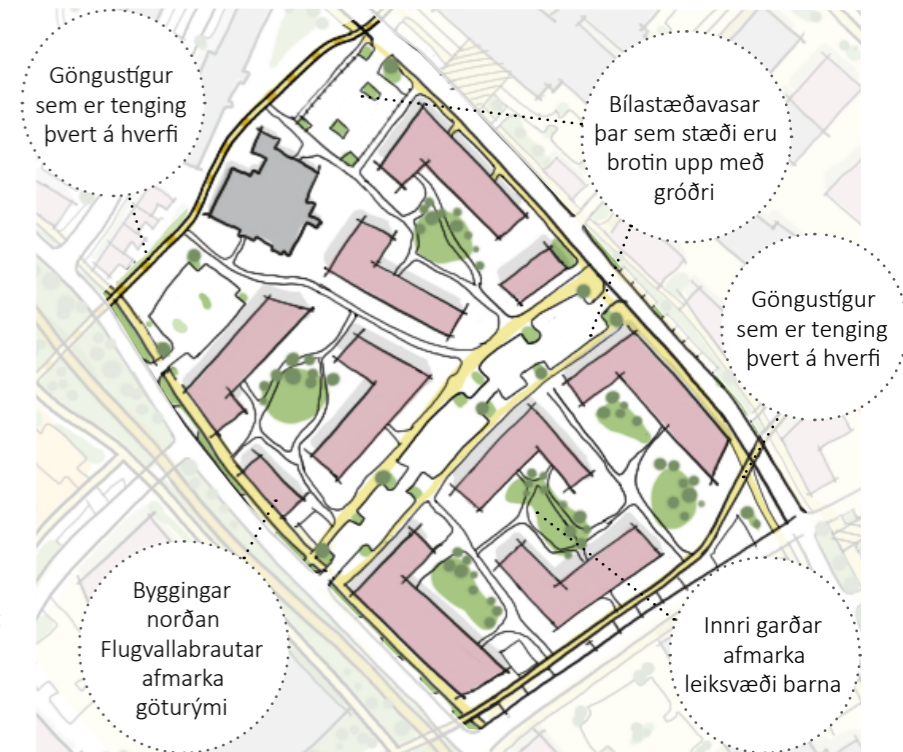 Göngustígur
sem er tenging
þvert á hverfi
Bílastæðavasar
þar sem stæði eru
brotin upp með
gróðri
Göngustígur
sem er tenging
þvert á hverfi
Byggingar
norðan
Flugvallabrautar
afmarka
göturými
Innri garðar
afmarka
leiksvæði barna